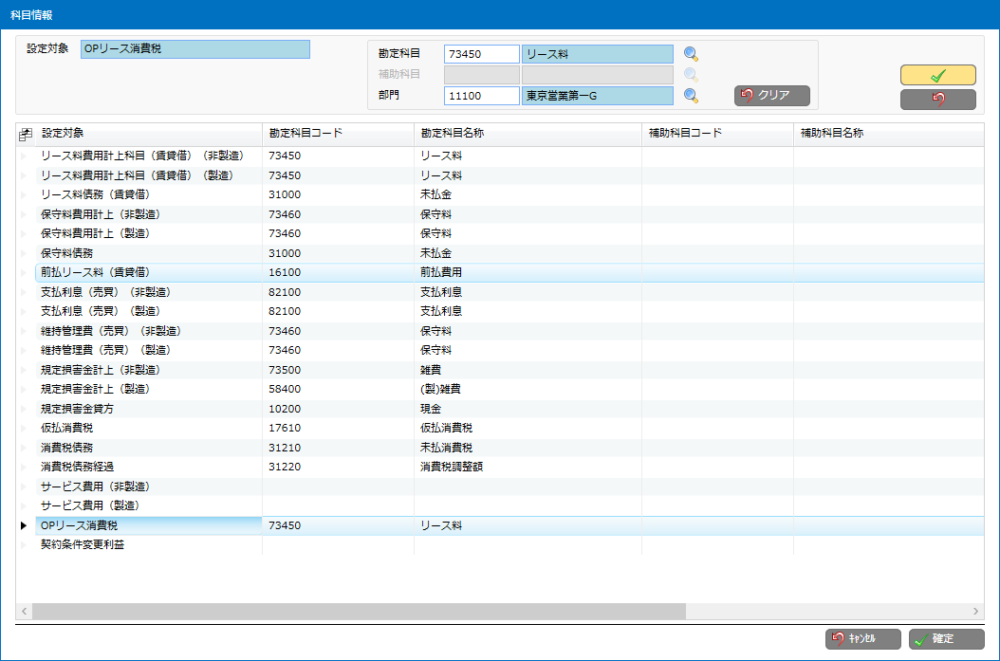 科目情報
設定対象 OPリース消費税
勘定科目 73450 リース料
補助科目
部門 11100 東京営業第一G クリア
設定対象 勘定科目コード 勘定科目名称 補助科目コード 補助科目名称
リース料費用計上科目（賃貸借）（非製造） 73450 リース料
リース料費用計上科目（賃貸借）（製造） 73450 リース料
リース料債務（賃貸借） 31000 未払金
保守料費用計上（非製造） 73460 保守料
保守料費用計上（製造） 73460 保守料
保守料債務 31000 未払金
前払リース料（賃貸借） 16100 前払費用
支払利息（売買）（非製造） 82100 支払利息
支払利息（売買）（製造） 82100 支払利息
維持管理費（売買）（非製造） 73460 保守料
維持管理費（売買）（製造） 73460 保守料
規定損害金計上（非製造） 73500 雑費
規定損害金計上（製造） 58400 (製)雑費
規定損害金貸方 10200 現金
仮払消費税 17610 仮払消費税
消費税債務 31210 未払消費税
消費税債務経過 31220 消費税調整額
サービス費用（非製造）
サービス費用（製造）
OPリース消費税 73450 リース料
契約条件変更利益
ｷｬﾝｾﾙ 確定